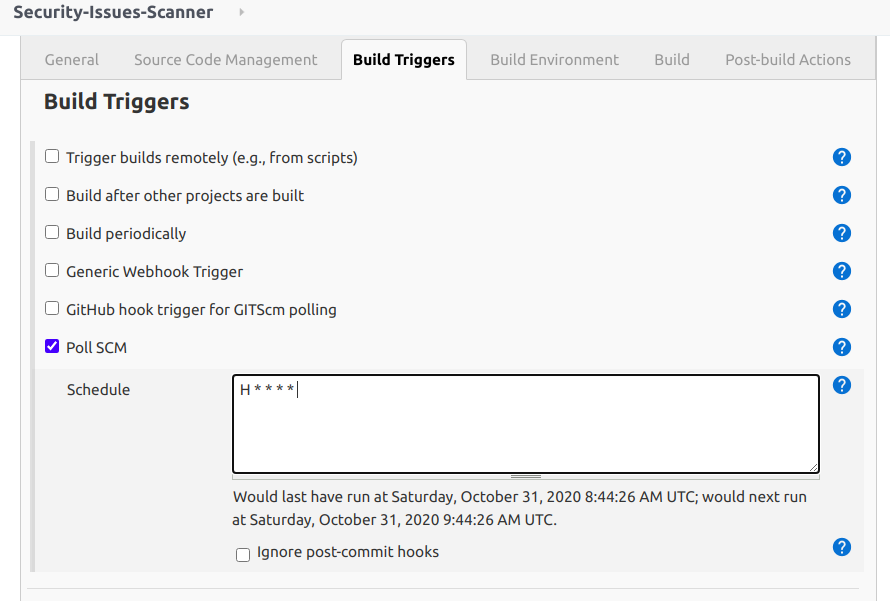 Security-Issues-Scanner
General Source Code Management Build Triggers Build Environment Build Post-build Actions
Build Triggers
Trigger builds remotely (e.g., from scripts) ?
Build after other projects are built ?
Build periodically ?
Generic Webhook Trigger ?
GitHub hook trigger for GITScm polling ?
Poll SCM ?
Schedule H * * * * ?
Would last have run at Saturday, October 31, 2020 8:44:26 AM UTC; would next run
at Saturday, October 31, 2020 9:44:26 AM UTC.
Ignore post-commit hooks ?